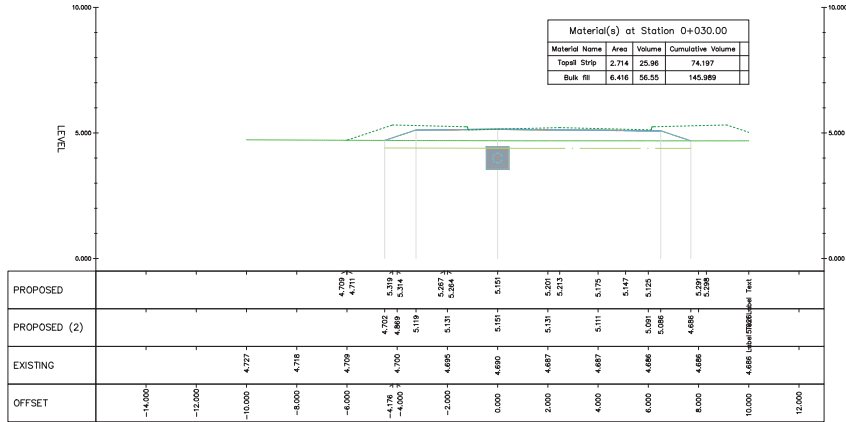 10.000
10.000
Material(s) at Station 0+030.00
Material Name Area Volume Cumulative Volume
Topsil Strip 2.714 25.96 74.197
Bulk fill 6.416 56.55 145.989
LEVEL
5.000
5.000
0.000
0.000
PROPOSED 4.709 4.711 5.319 5.314 5.267 5.264 5.151 5.201 5.213 5.175 5.147 5.125 5.291 5.298 Label Text
PROPOSED (2) 4.702 4.869 5.119 5.131 5.151 5.131 5.111 5.091 5.086 4.686
EXISTING 4.727 4.718 4.709 4.700 4.695 4.690 4.687 4.687 4.686 4.686 4.686
OFFSET -14.000 -12.000 -10.000 -8.000 -6.000 -4.176 -4.000 -2.000 0.000 2.000 4.000 6.000 8.000 10.000 12.000